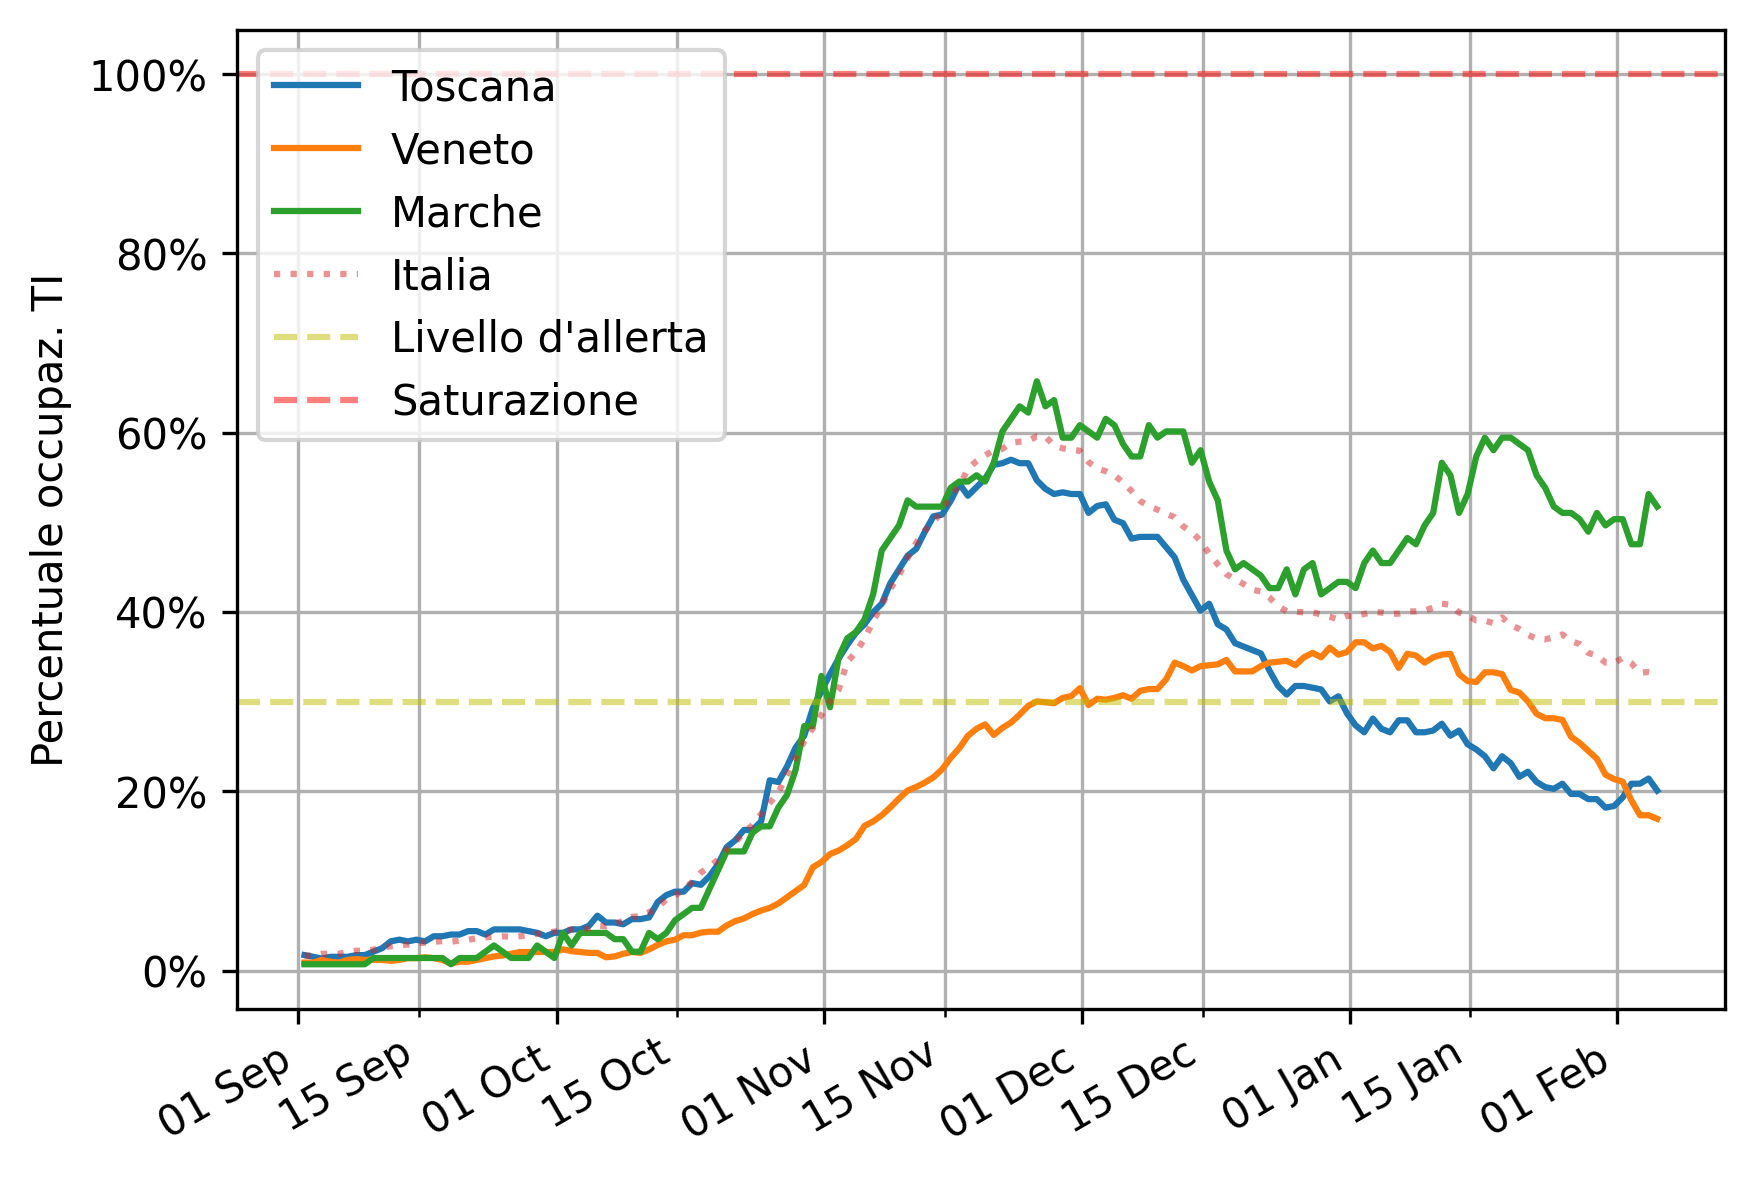 100%
80%
60%
40%
20%
0%
Percentuale occupaz. TI
Toscana
Veneto
Marche
Italia
Livello d'allerta
Saturazione
01 Sep
15 Sep
01 Oct
15 Oct
01 Nov
15 Nov
01 Dec
15 Dec
01 Jan
15 Jan
01 Feb